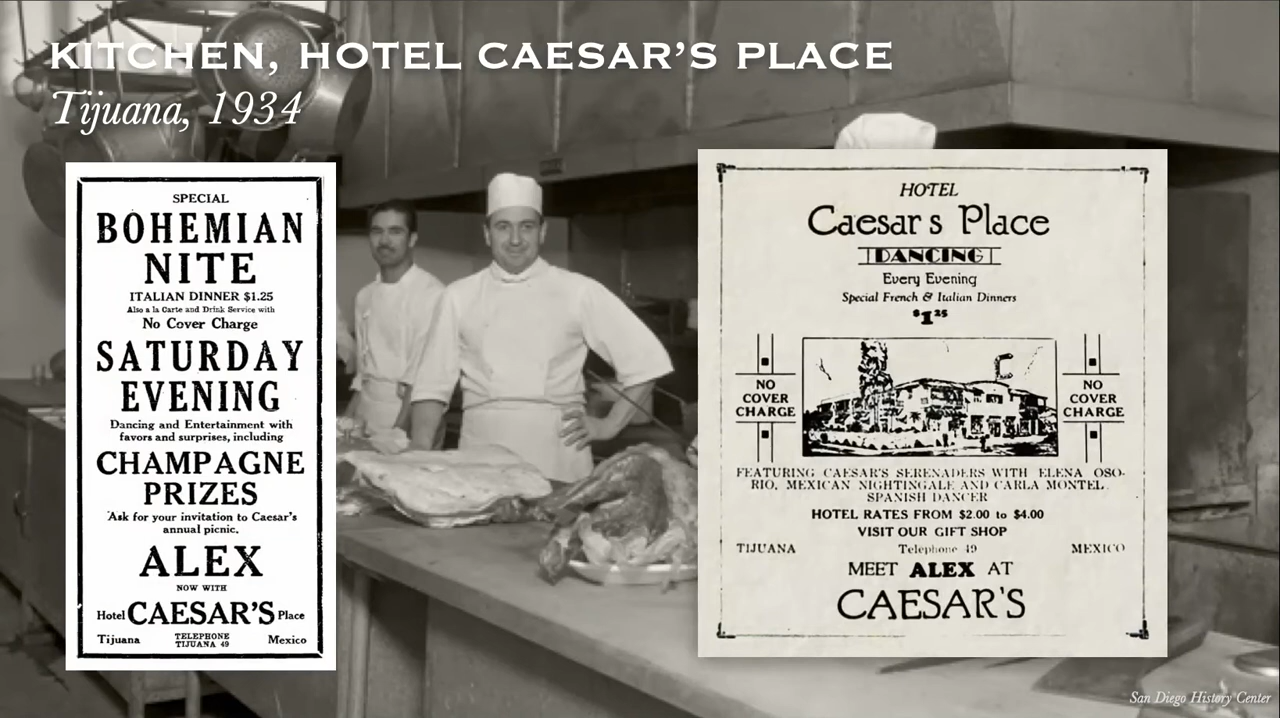 KITCHEN, HOTEL CAESAR'S PLACE
Tijuana, 1934
SPECIAL
BOHEMIAN
NITE
ITALIAN DINNER $1.25
Also a la Carte and Drink Service with
No Cover Charge
SATURDAY
EVENING
Dancing and Entertainment with
favors and surprises, including
CHAMPAGNE
PRIZES
Ask for your invitation to Caesar's
annual picnic.
ALEX
NOW WITH
Hotel CAESAR'S Place
Tijuana TELEPHONE TIJUANA 49 Mexico
HOTEL
Caesar s Place
DANCING
Every Evening
Special French & Italian Dinners
$1 25
NO
COVER
CHARGE
NO
COVER
CHARGE
FEATURING CAESAR'S SERENADERS WITH ELENA OSO-
RIO, MEXICAN NIGHTINGALE AND CARLA MONTEL
SPANISH DANCER
HOTEL RATES FROM $2.00 to $4.00
VISIT OUR GIFT SHOP
TIJUANA Telephone 49 MEXICO
MEET ALEX AT
CAESAR'S
San Diego History Center